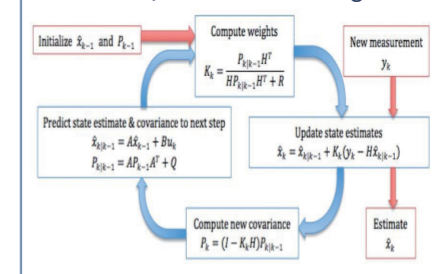 Initialize x̂ₖ₋₁ and Pₖ₋₁
Compute weights
Kₖ = Pₖ|ₖ₋₁Hᵀ / HPₖ|ₖ₋₁Hᵀ + R
New measurement
yₖ
Predict state estimate & covariance to next step
x̂ₖ|ₖ₋₁ = Ax̂ₖ₋₁ + Buₖ
Pₖ|ₖ₋₁ = APₖ₋₁Aᵀ + Q
Update state estimates
x̂ₖ = x̂ₖ|ₖ₋₁ + Kₖ(yₖ − Hx̂ₖ|ₖ₋₁)
Compute new covariance
Pₖ = (I − KₖH)Pₖ|ₖ₋₁
Estimate
x̂ₖ